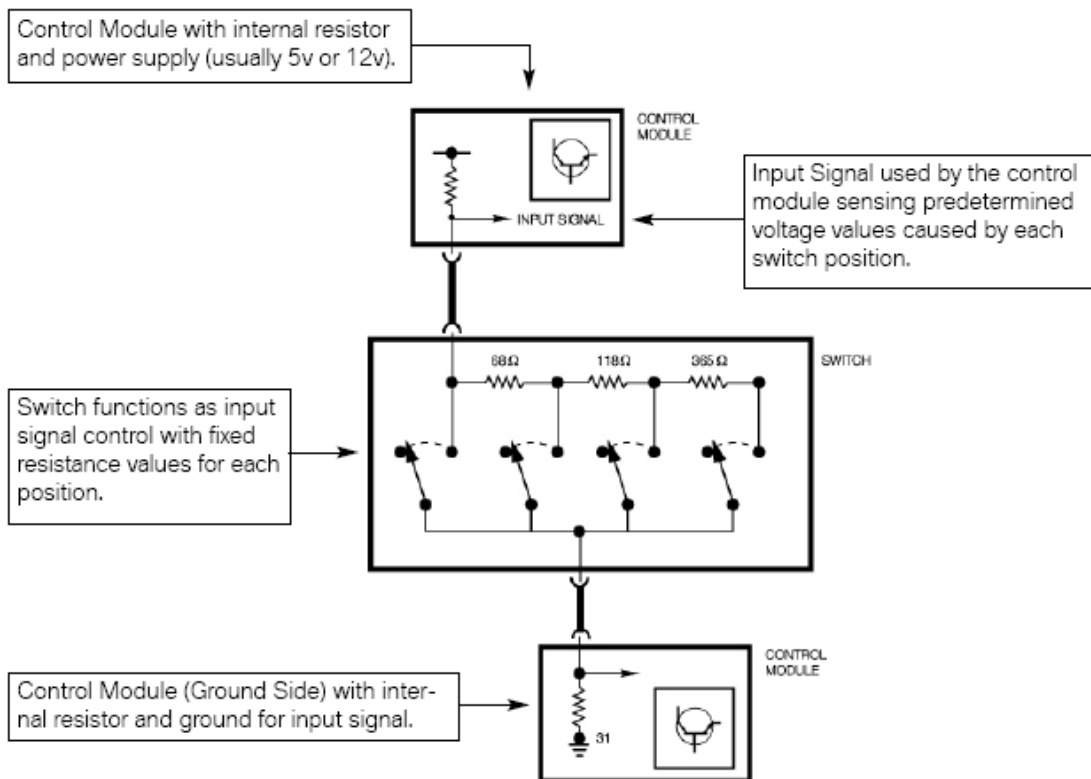 Control Module with internal resistor
and power supply (usually 5v or 12v).
CONTROL
MODULE
INPUT SIGNAL
Input Signal used by the control
module sensing predetermined
voltage values caused by each
switch position.
68Ω
118Ω
365Ω
SWITCH
Switch functions as input
signal control with fixed
resistance values for each
position.
CONTROL
MODULE
Control Module (Ground Side) with inter-
nal resistor and ground for input signal.
31